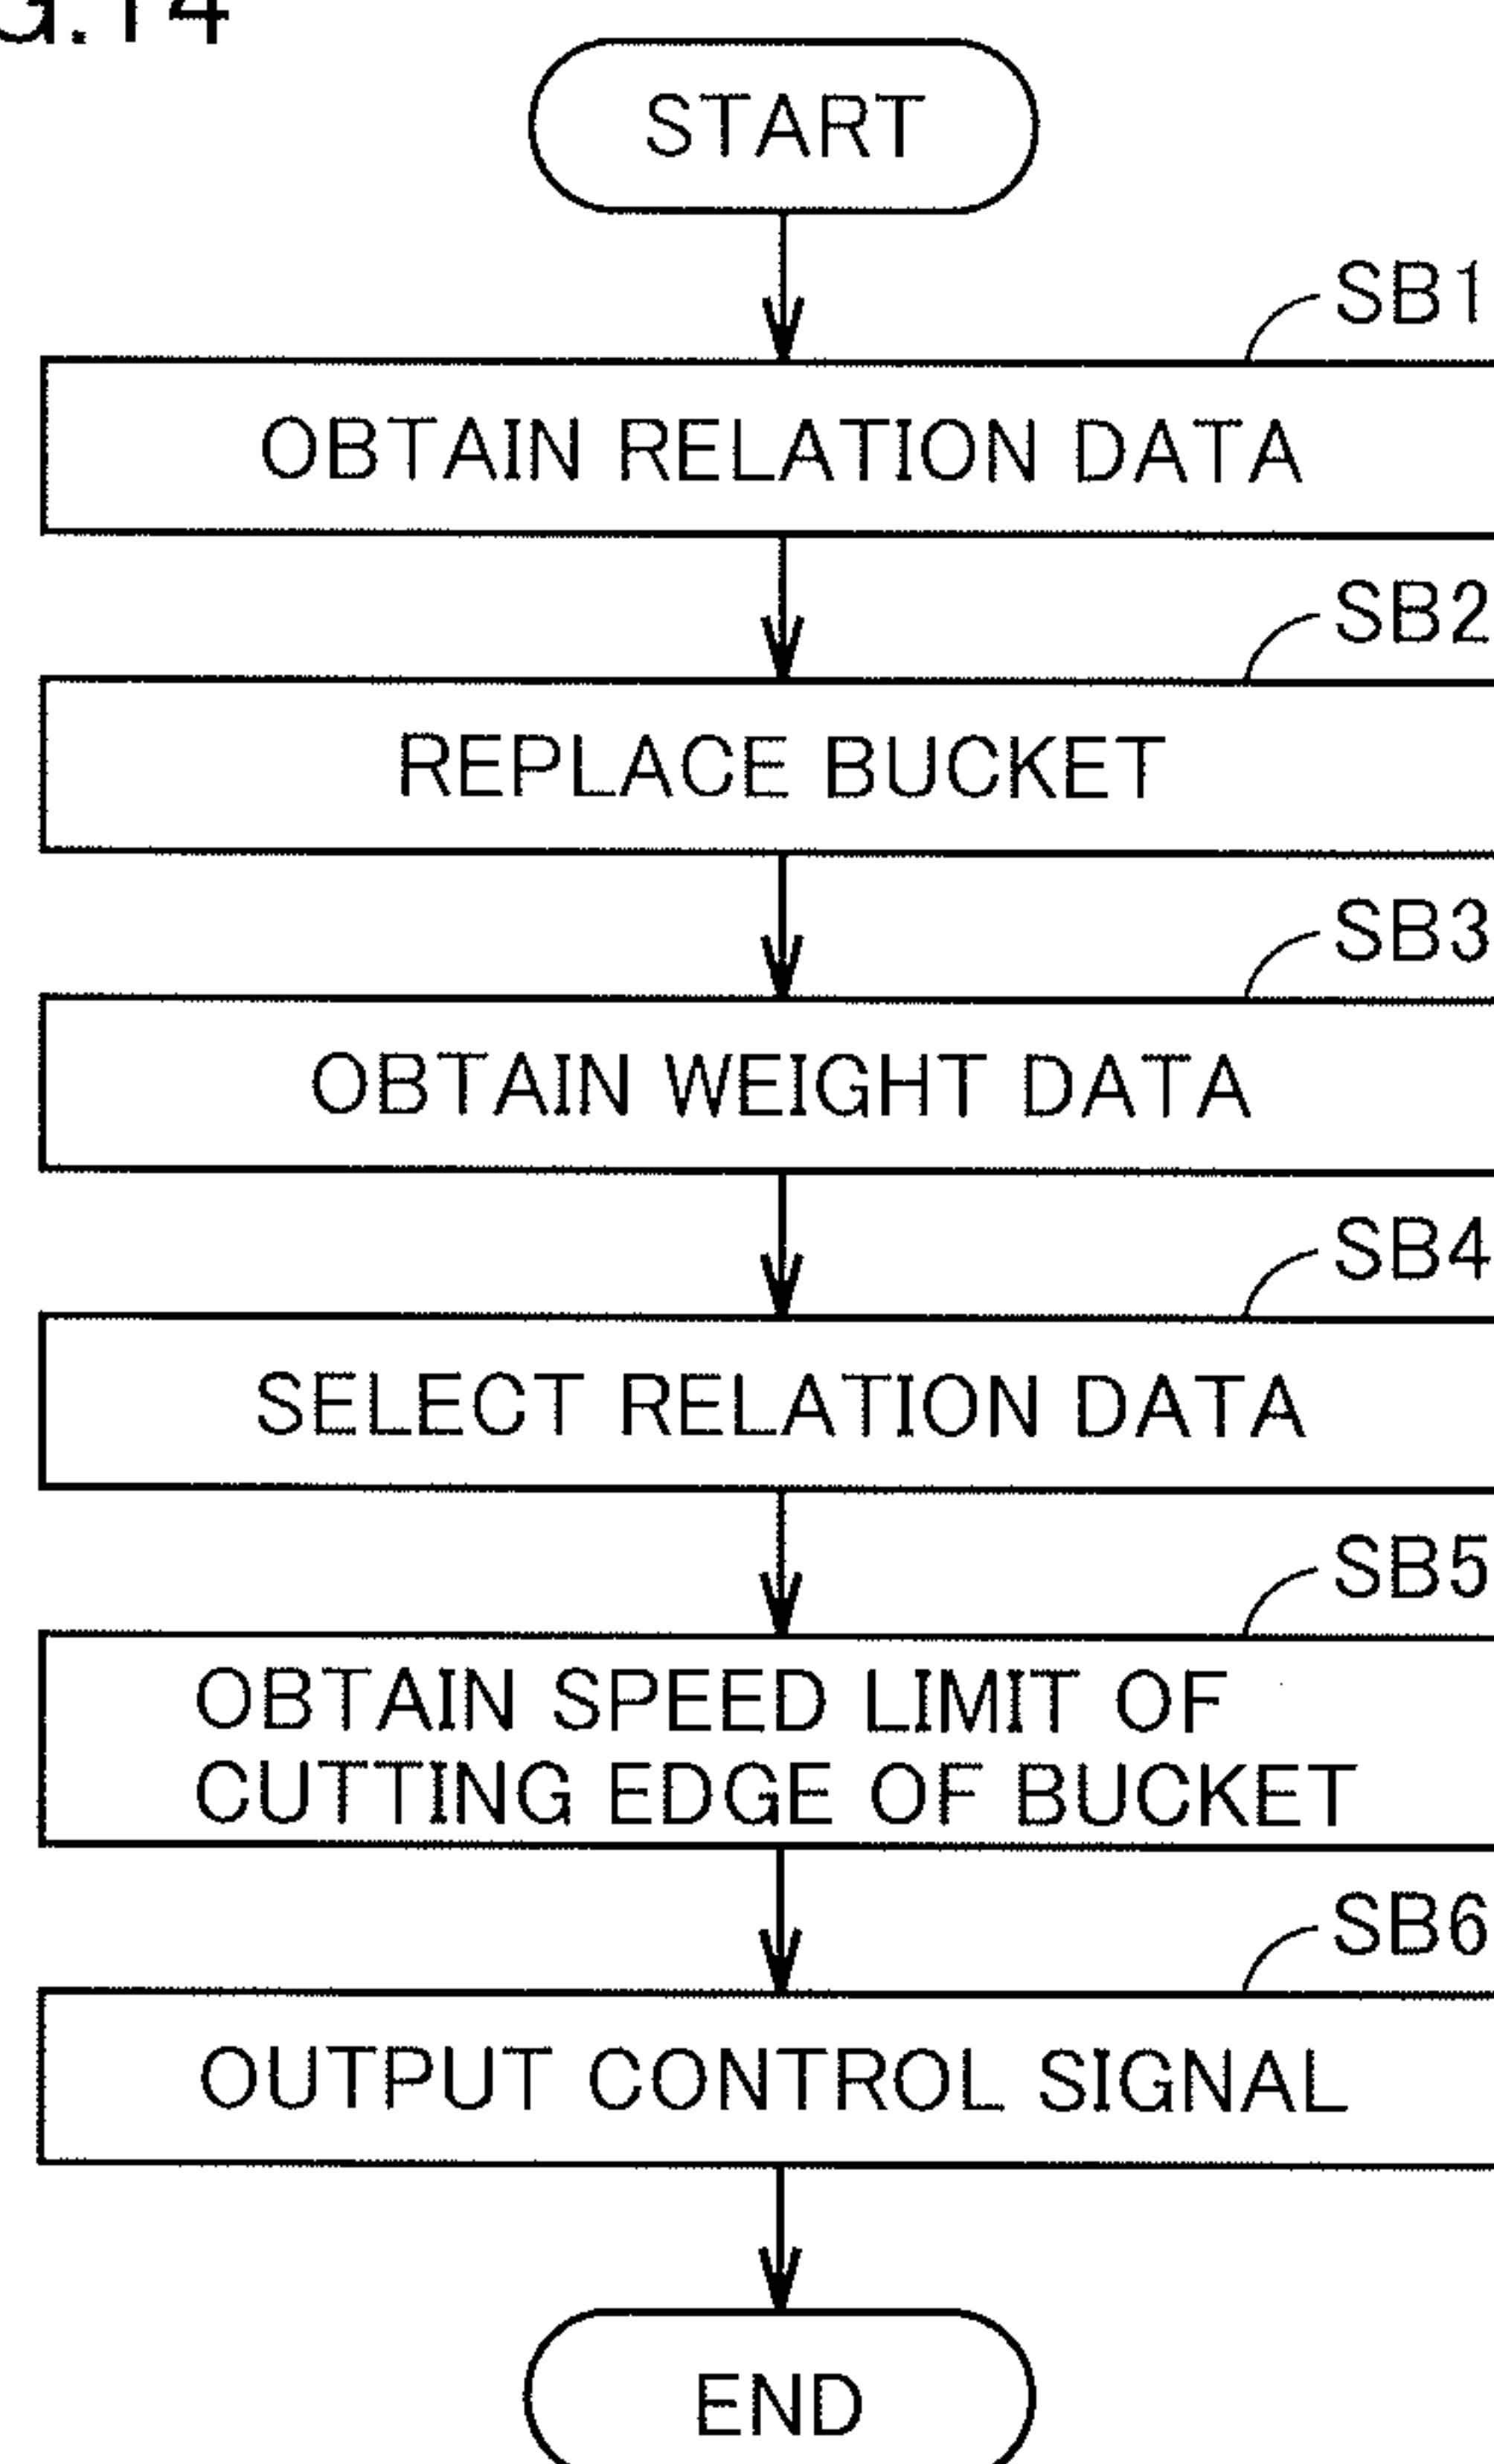 G.14
START
SB1
OBTAIN RELATION DATA
SB2
REPLACE BUCKET
SB3
OBTAIN WEIGHT DATA
SB4
SELECT RELATION DATA
SB5
OBTAIN SPEED LIMIT OF
CUTTING EDGE OF BUCKET
SB6
OUTPUT CONTROL SIGNAL
END